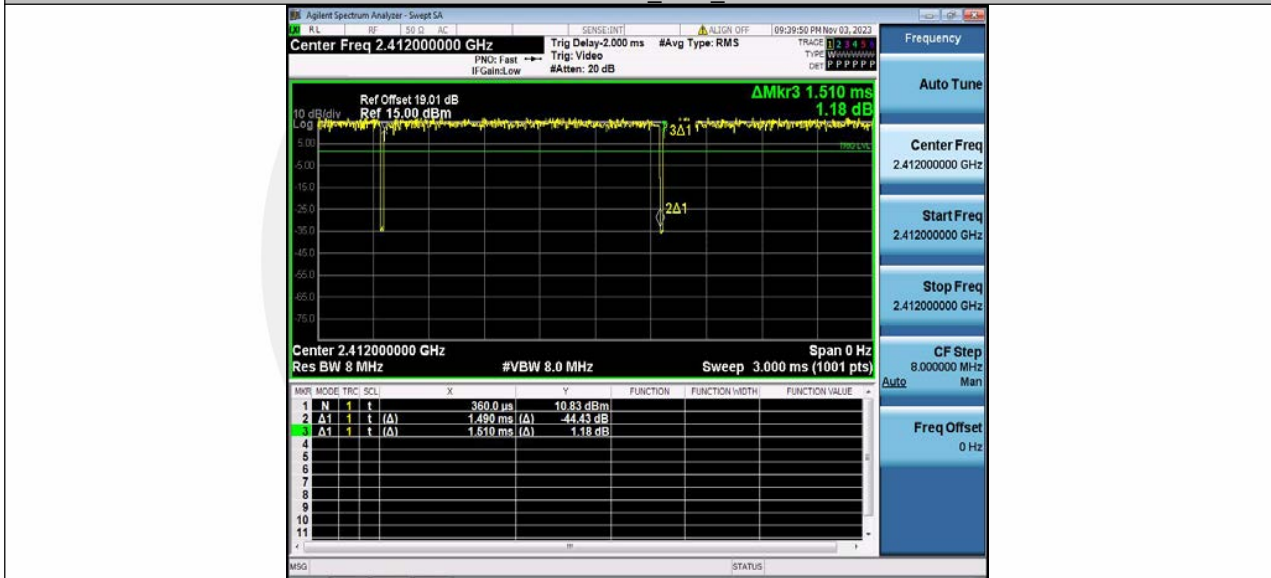 Agilent Spectrum Analyzer - Swept SA
RL RF 50 Ω AC SENSE:INT ALIGN OFF 09:39:50 PM Nov 03, 2023
Center Freq 2.412000000 GHz Trig Delay-2.000 ms #Avg Type: RMS TRACE 1 2 3 4 5 6
PNO: Fast Trig: Video TYPE W
IFGain:Low #Atten: 20 dB DET P P P P P P
ΔMkr3 1.510 ms
1.18 dB
Ref Offset 19.01 dB
10 dB/div Ref 15.00 dBm
Log
5.00
-5.00
-15.0
-25.0
-35.0
-45.0
-55.0
-65.0
-75.0
3Δ1
TRIG LVL
2Δ1
Center 2.412000000 GHz Span 0 Hz
Res BW 8 MHz #VBW 8.0 MHz Sweep 3.000 ms (1001 pts)
MKR MODE TRC SCL X Y FUNCTION FUNCTION WIDTH FUNCTION VALUE
1 N 1 t 360.0 µs 10.83 dBm
2 Δ1 1 t (Δ) 1.490 ms (Δ) -44.43 dB
3 Δ1 1 t (Δ) 1.510 ms (Δ) 1.18 dB
4
5
6
7
8
9
10
11
MSG STATUS
Frequency
Auto Tune
Center Freq
2.412000000 GHz
Start Freq
2.412000000 GHz
Stop Freq
2.412000000 GHz
CF Step
8.000000 MHz
Auto Man
Freq Offset
0 Hz